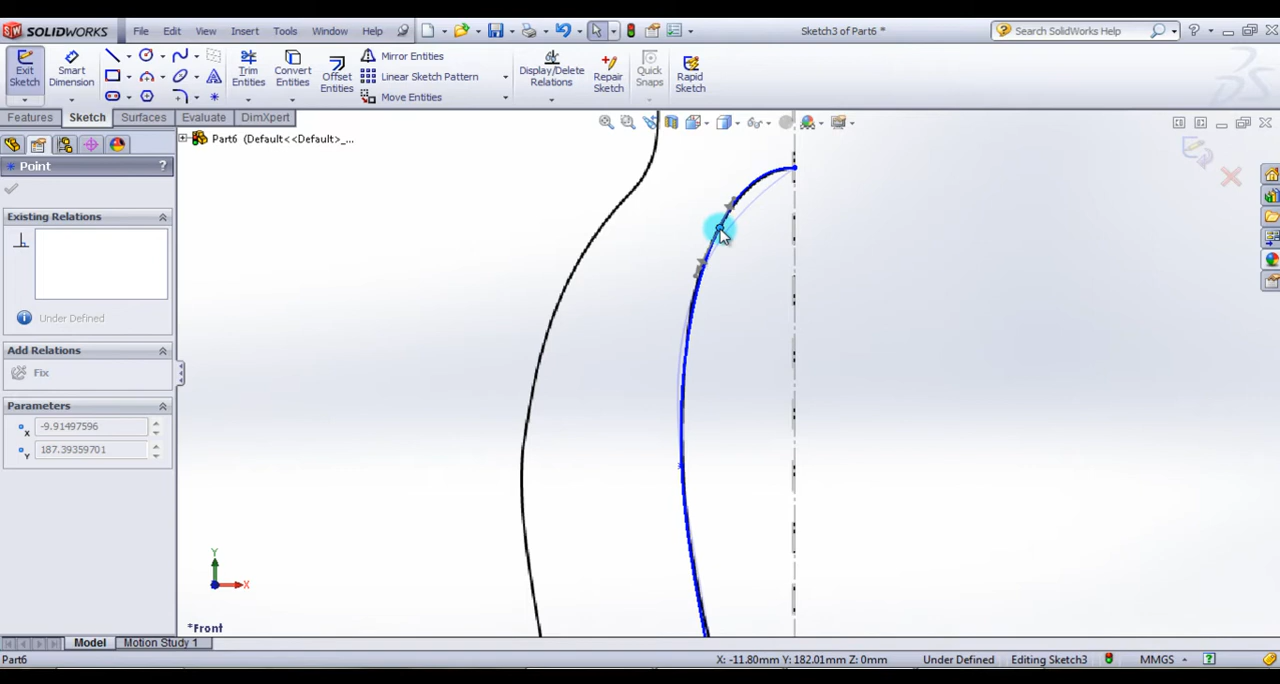 SOLIDWORKS File Edit View Insert Tools Window Help Sketch3 of Part6 * Search SolidWorks Help
Exit Sketch
Smart Dimension
Trim Entities
Convert Entities
Offset Entities
Mirror Entities
Linear Sketch Pattern
Move Entities
Display/Delete Relations
Repair Sketch
Quick Snaps
Rapid Sketch
Features Sketch Surfaces Evaluate DimXpert
Part6 (Default<<Default>_...
Point ?
Existing Relations
Under Defined
Add Relations
Fix
Parameters
X -9.91497596
Y 187.39359701
Y
X
*Front
Model Motion Study 1
Part6 X: -11.80mm Y: 182.01mm Z: 0mm Under Defined Editing Sketch3 MMGS